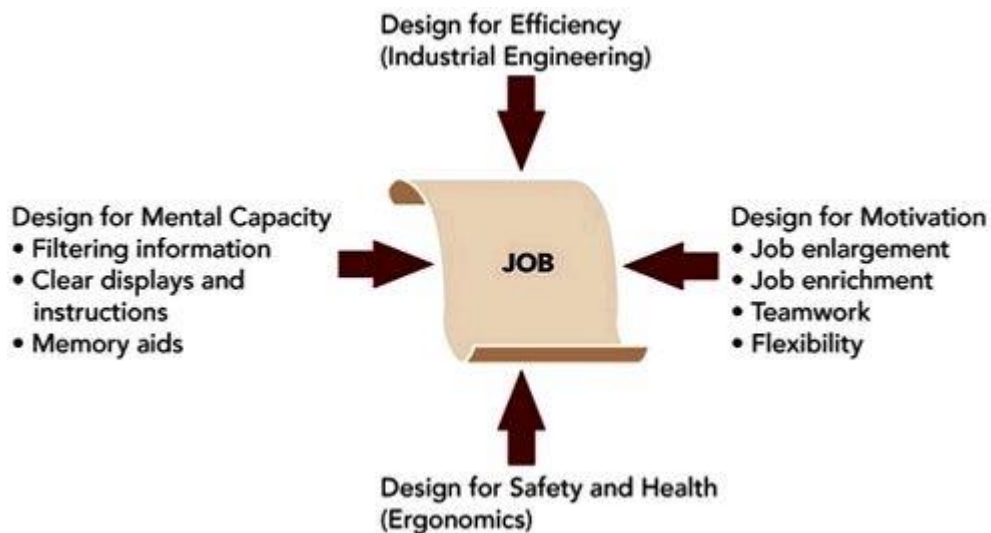 Design for Efficiency
(Industrial Engineering)
Design for Mental Capacity
• Filtering information
• Clear displays and
instructions
• Memory aids
JOB
Design for Motivation
• Job enlargement
• Job enrichment
• Teamwork
• Flexibility
Design for Safety and Health
(Ergonomics)